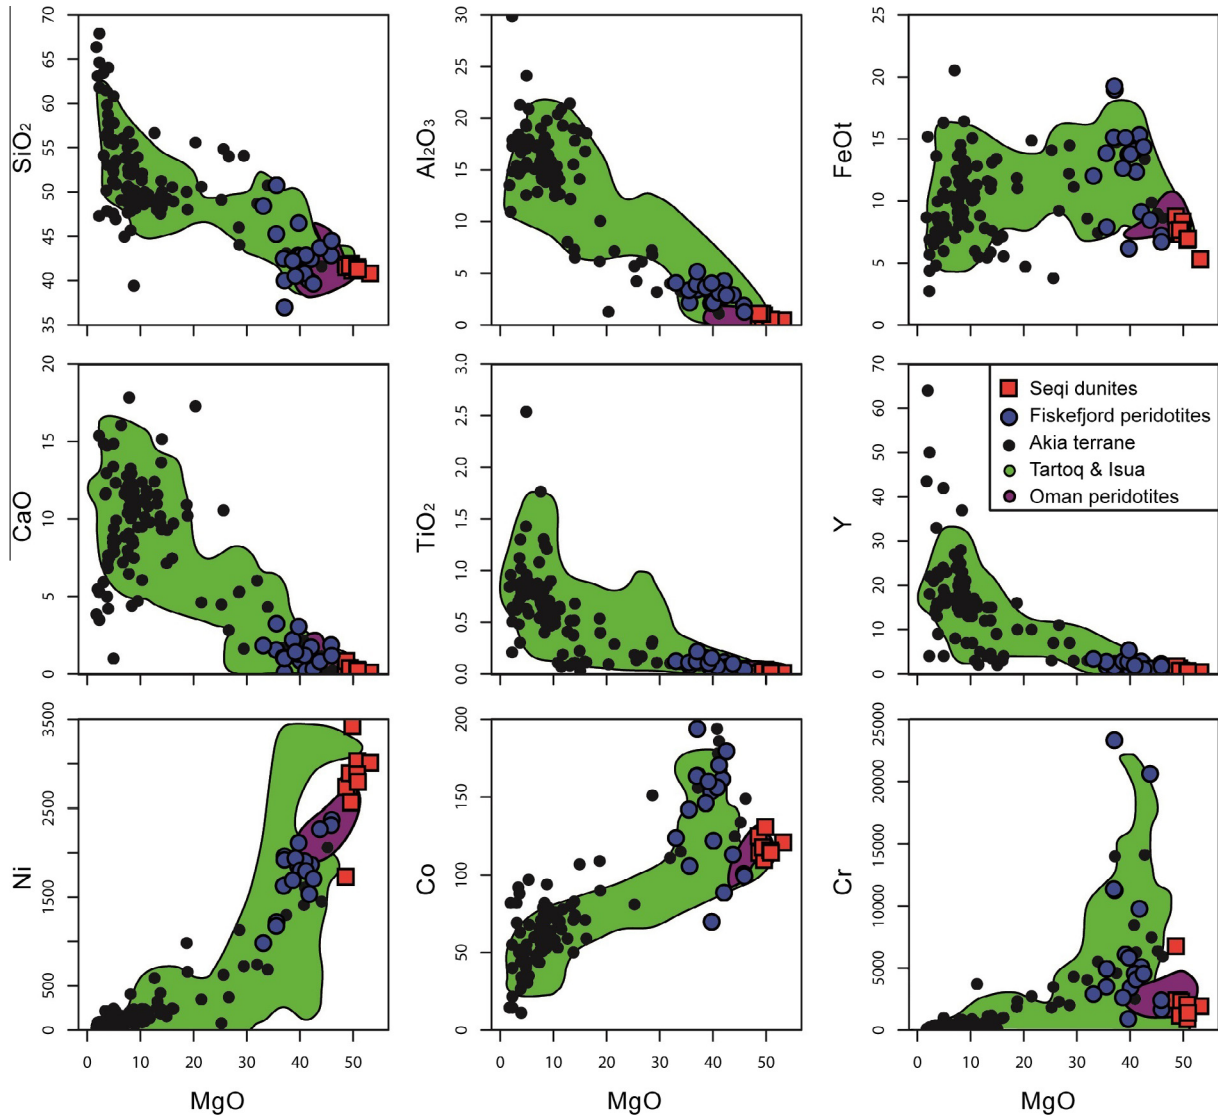 SiO2
70
65
60
55
50
45
40
35
Al2O3
30
25
20
15
10
5
0
FeOt
25
20
15
10
5
0
CaO
20
15
10
5
0
TiO2
3.0
2.5
2.0
1.5
1.0
0.5
0.0
Y
70
60
50
40
30
20
10
0
Seqi dunites
Fiskefjord peridotites
Akia terrane
Tartoq & Isua
Oman peridotites
Ni
3500
2500
1500
500
0
Co
200
150
100
50
0
Cr
25000
20000
15000
10000
5000
0
0 10 20 30 40 50
0 10 20 30 40 50
0 10 20 30 40 50
MgO
MgO
MgO